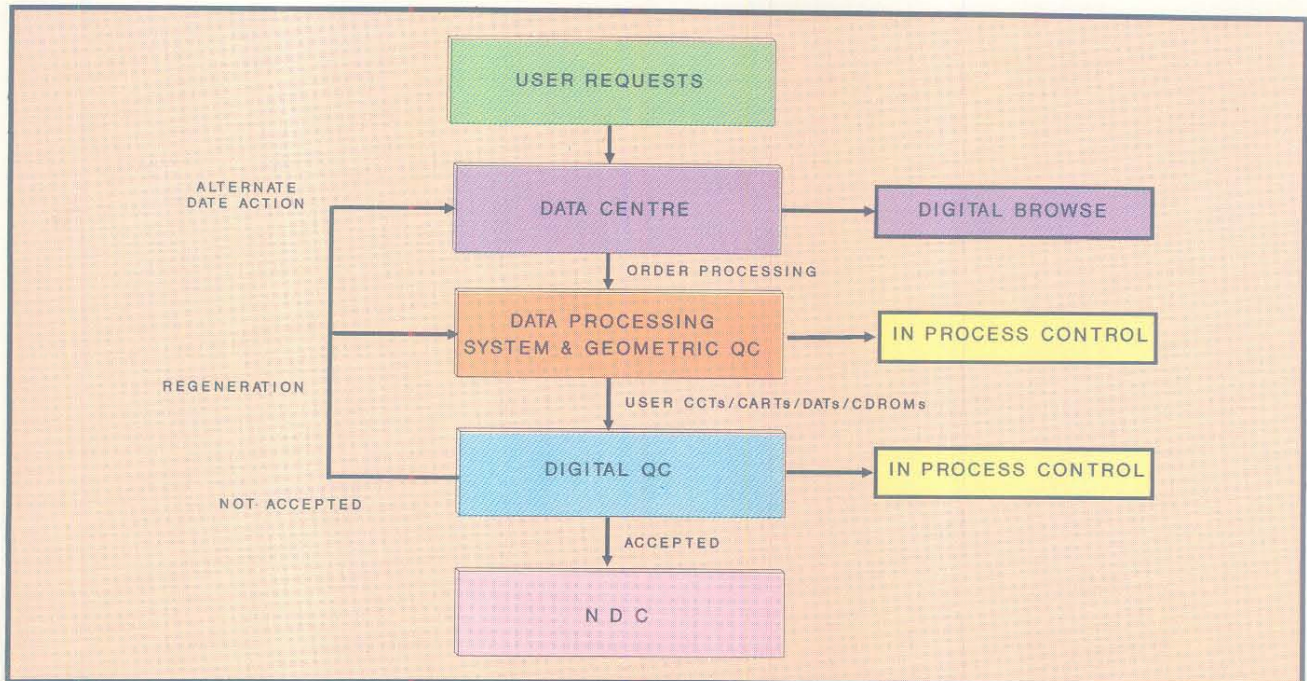 USER REQUESTS
ALTERNATE
DATE ACTION
DATA CENTRE
DIGITAL BROWSE
ORDER PROCESSING
DATA PROCESSING
SYSTEM & GEOMETRIC QC
IN PROCESS CONTROL
REGENERATION
USER CCTs/CARTs/DATs/CDROMs
DIGITAL QC
IN PROCESS CONTROL
NOT ACCEPTED
ACCEPTED
N D C